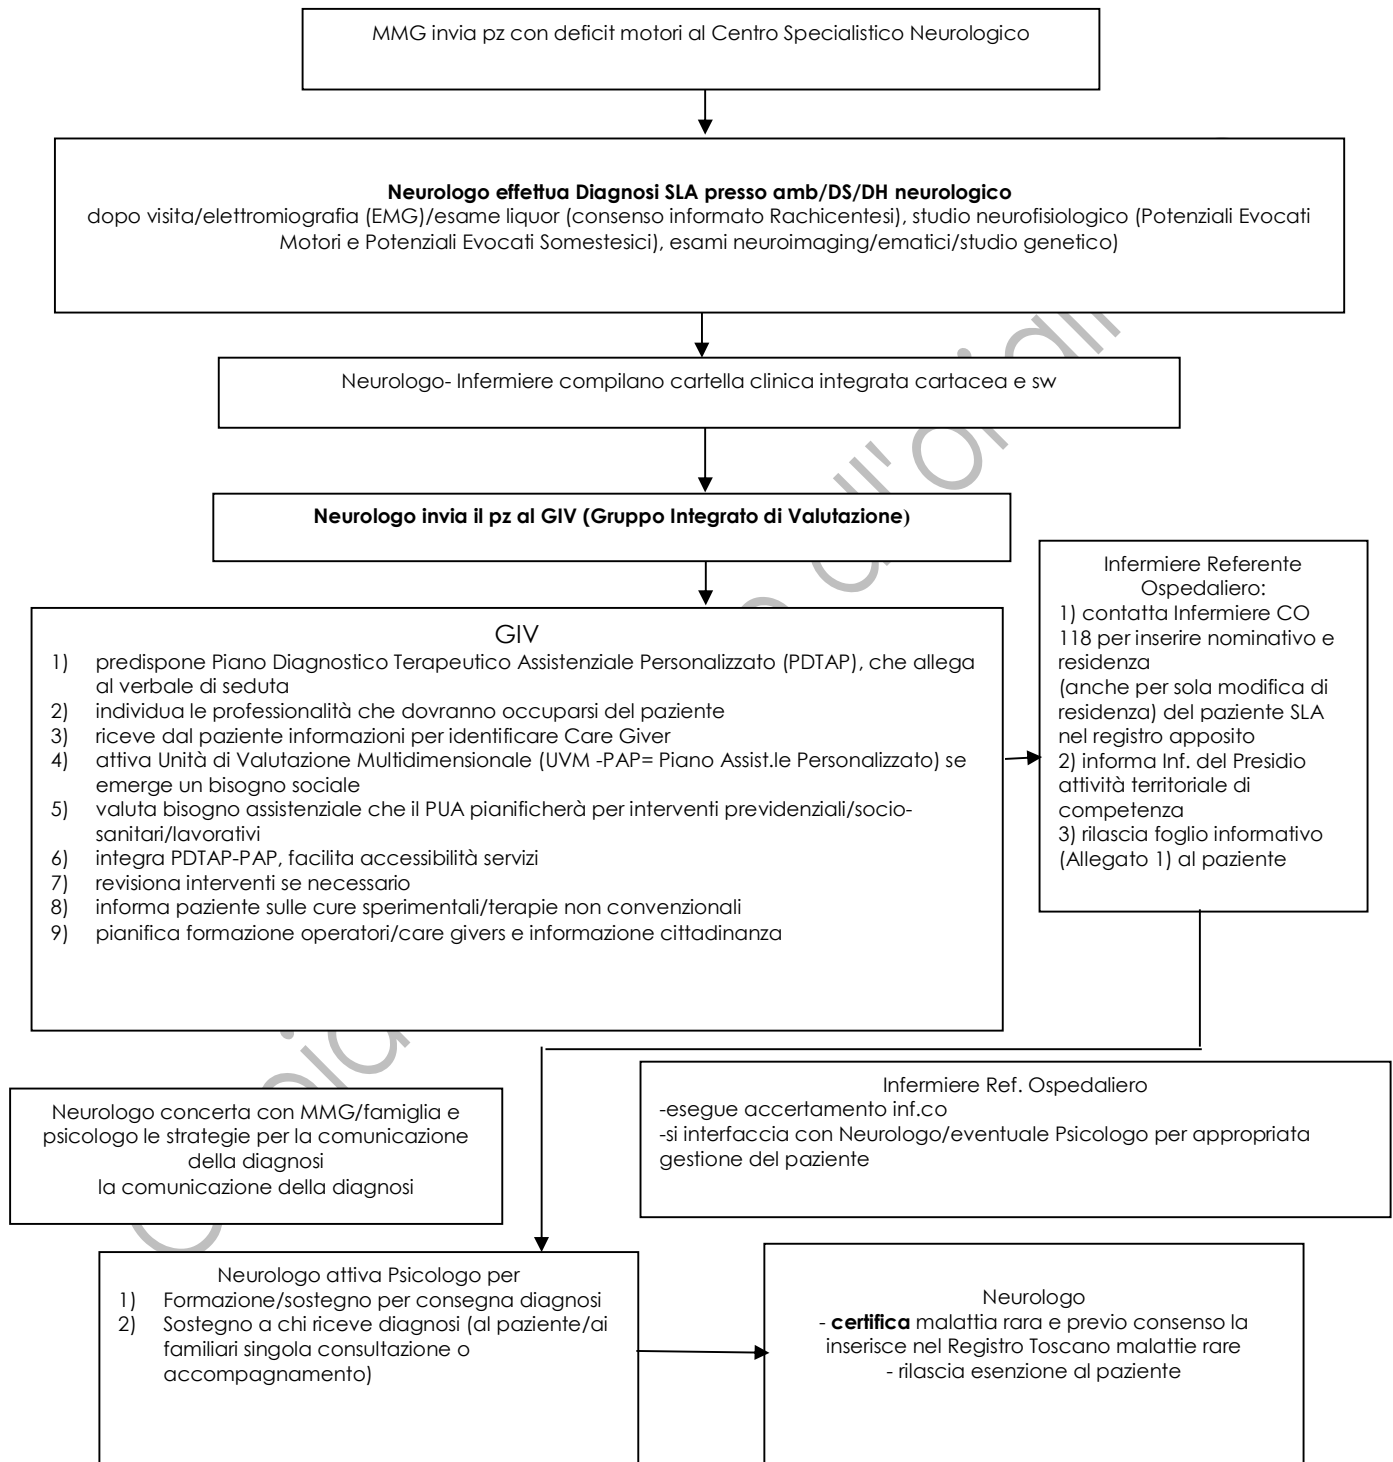 MMG invia pz con deficit motori al Centro Specialistico Neurologico
Neurologo effettua Diagnosi SLA presso amb/DS/DH neurologico
dopo visita/elettromiografia (EMG)/esame liquor (consenso informato Rachicentesi), studio neurofisiologico (Potenziali Evocati
Motori e Potenziali Evocati Somestesici), esami neuroimaging/ematici/studio genetico)
Neurologo- Infermiere compilano cartella clinica integrata cartacea e sw
Neurologo invia il pz al GIV (Gruppo Integrato di Valutazione)
GIV
1) predispone Piano Diagnostico Terapeutico Assistenziale Personalizzato (PDTAP), che allega
al verbale di seduta
2) individua le professionalità che dovranno occuparsi del paziente
3) riceve dal paziente informazioni per identificare Care Giver
4) attiva Unità di Valutazione Multidimensionale (UVM -PAP= Piano Assist.le Personalizzato) se
emerge un bisogno sociale
5) valuta bisogno assistenziale che il PUA pianificherà per interventi previdenziali/socio-
sanitari/lavorativi
6) integra PDTAP-PAP, facilita accessibilità servizi
7) revisiona interventi se necessario
8) informa paziente sulle cure sperimentali/terapie non convenzionali
9) pianifica formazione operatori/care givers e informazione cittadinanza
Infermiere Referente
Ospedaliero:
1) contatta Infermiere CO
118 per inserire nominativo e
residenza
(anche per sola modifica di
residenza) del paziente SLA
nel registro apposito
2) informa Inf. del Presidio
attività territoriale di
competenza
3) rilascia foglio informativo
(Allegato 1) al paziente
Neurologo concerta con MMG/famiglia e
psicologo le strategie per la comunicazione
della diagnosi
la comunicazione della diagnosi
Infermiere Ref. Ospedaliero
-esegue accertamento inf.co
-si interfaccia con Neurologo/eventuale Psicologo per appropriata
gestione del paziente
Neurologo attiva Psicologo per
1) Formazione/sostegno per consegna diagnosi
2) Sostegno a chi riceve diagnosi (al paziente/ai
familiari singola consultazione o
accompagnamento)
Neurologo
- certifica malattia rara e previo consenso la
inserisce nel Registro Toscano malattie rare
- rilascia esenzione al paziente